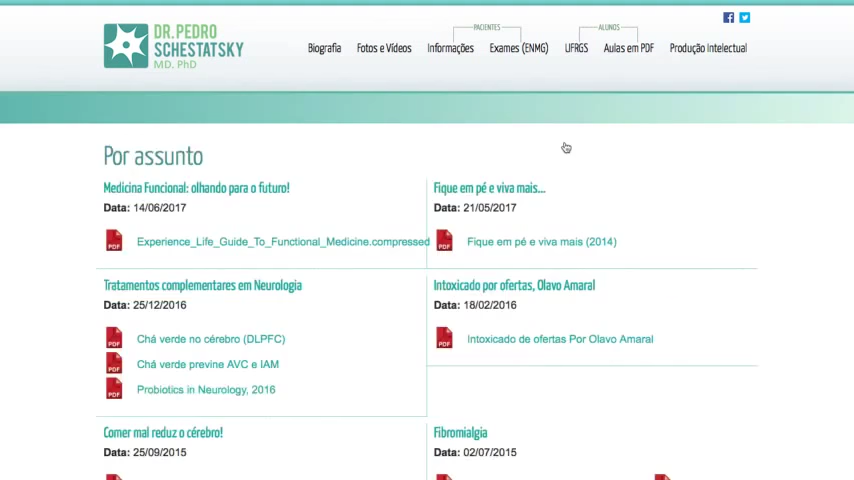 DR. PEDRO
SCHESTATSKY
MD. PhD
PACIENTES
ALUNOS
Biografia
Fotos e Vídeos
Informações
Exames (ENMG)
UFRGS
Aulas em PDF
Produção Intelectual
Por assunto
Medicina Funcional: olhando para o futuro!
Data: 14/06/2017
PDF
Experience_Life_Guide_To_Functional_Medicine.compressed
Fique em pé e viva mais...
Data: 21/05/2017
PDF
Fique em pé e viva mais (2014)
Tratamentos complementares em Neurologia
Data: 25/12/2016
PDF
Chá verde no cérebro (DLPFC)
PDF
Chá verde previne AVC e IAM
PDF
Probiotics in Neurology, 2016
Intoxicado por ofertas, Olavo Amaral
Data: 18/02/2016
PDF
Intoxicado de ofertas Por Olavo Amaral
Comer mal reduz o cérebro!
Data: 25/09/2015
Fibromialgia
Data: 02/07/2015